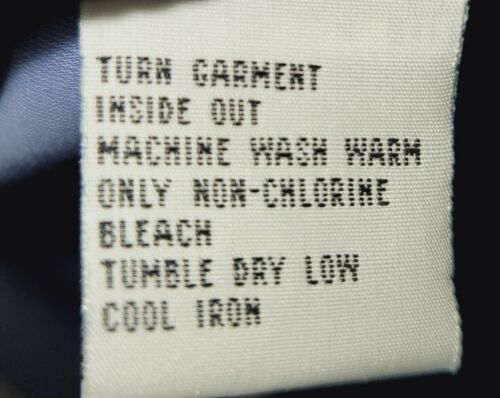 TURN GARMENT
INSIDE OUT
MACHINE WASH WARM
ONLY NON-CHLORINE
BLEACH
TUMBLE DRY LOW
COOL IRON